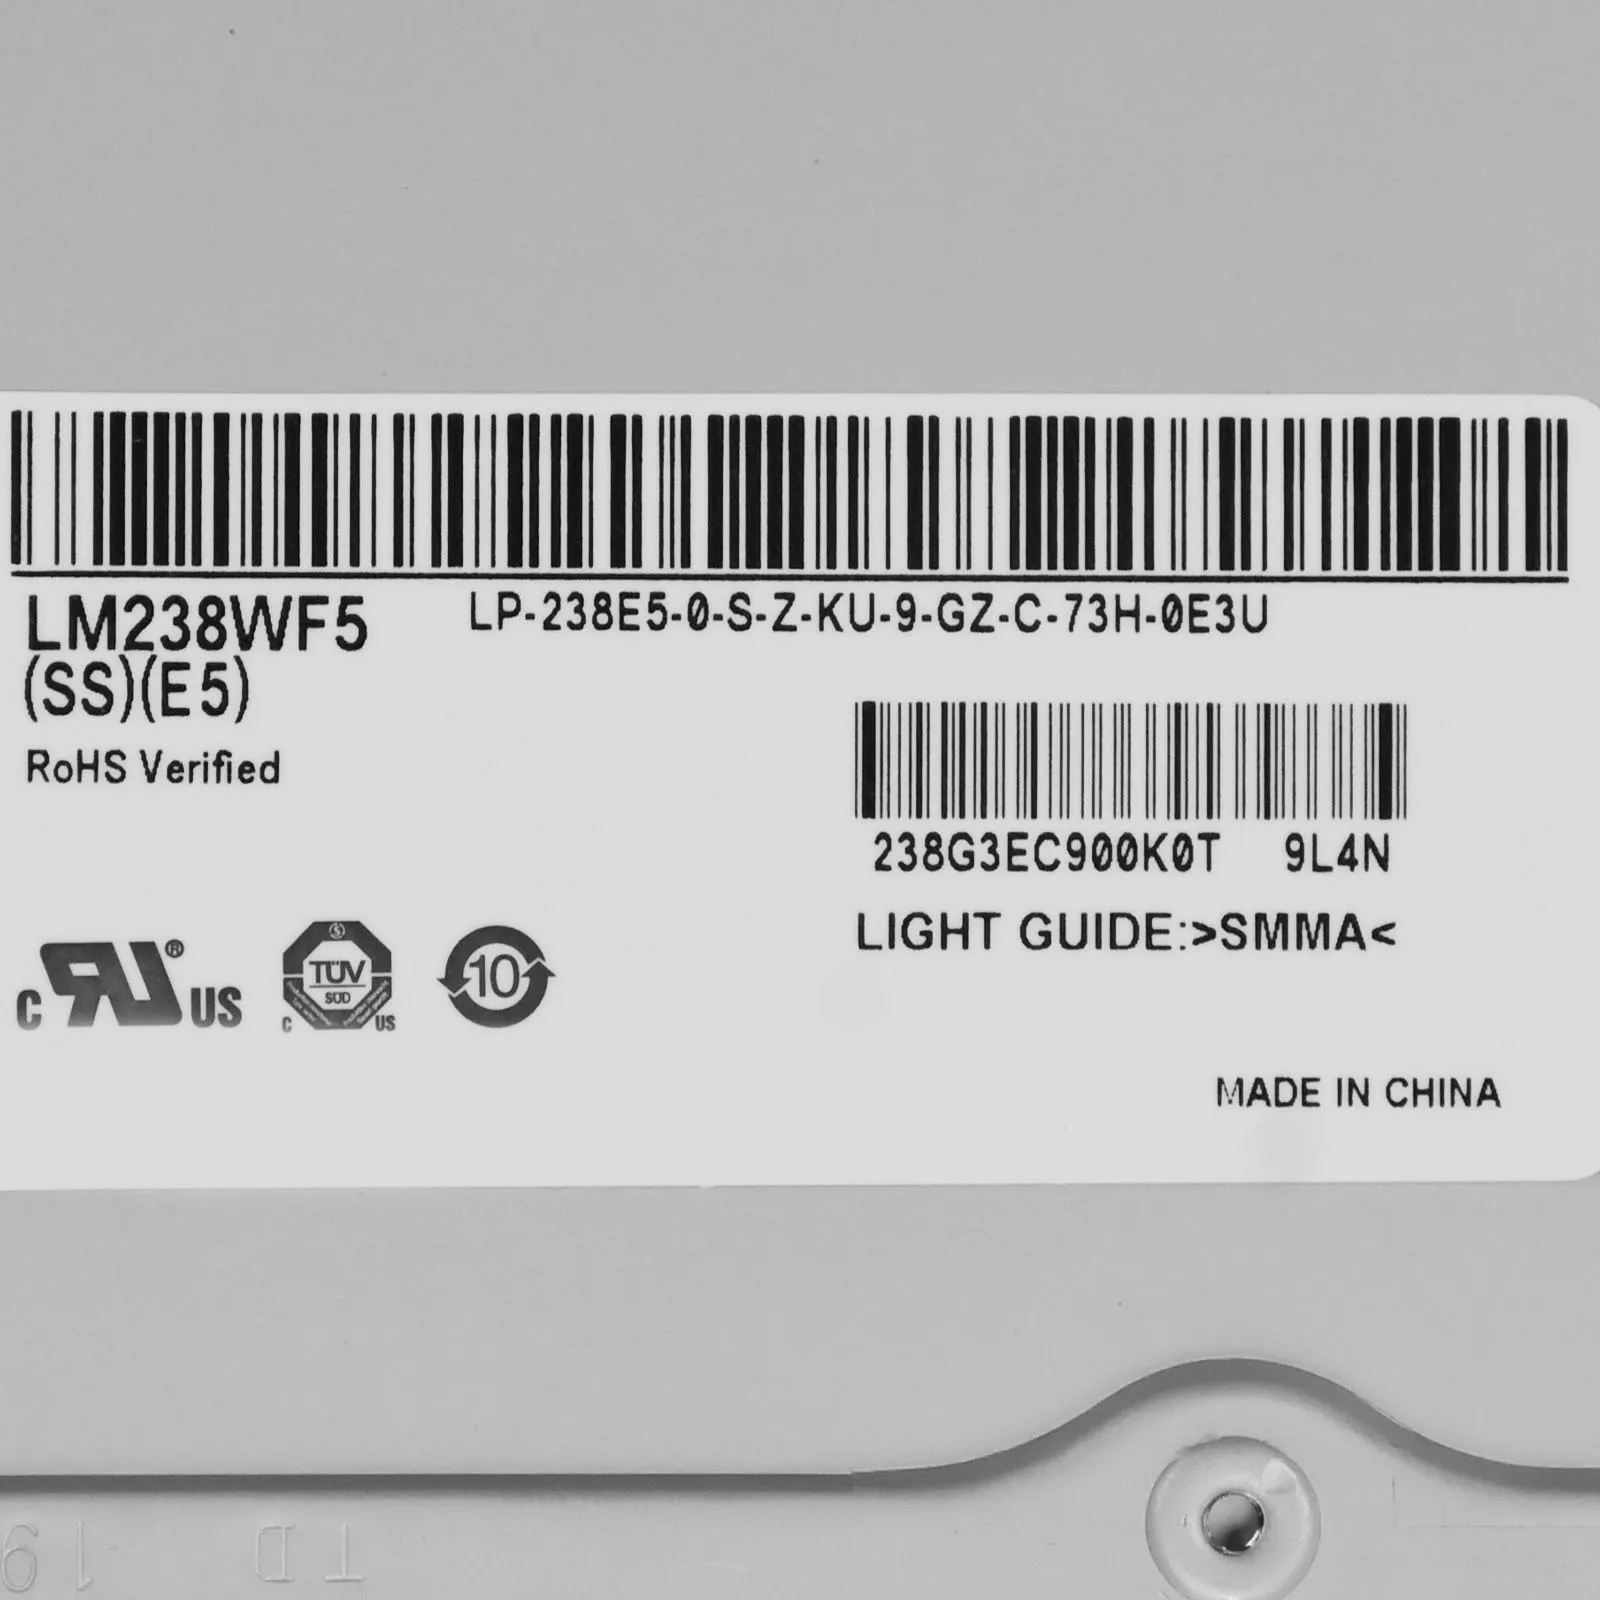 LM238WF5
(SS)(E5)
LP-238E5-0-S-Z-KU-9-GZ-C-73H-0E3U
RoHS Verified
238G3EC900K0T 9L4N
LIGHT GUIDE:>SMMA<
c RU® US
TÜV
SÜD
C US
10
MADE IN CHINA